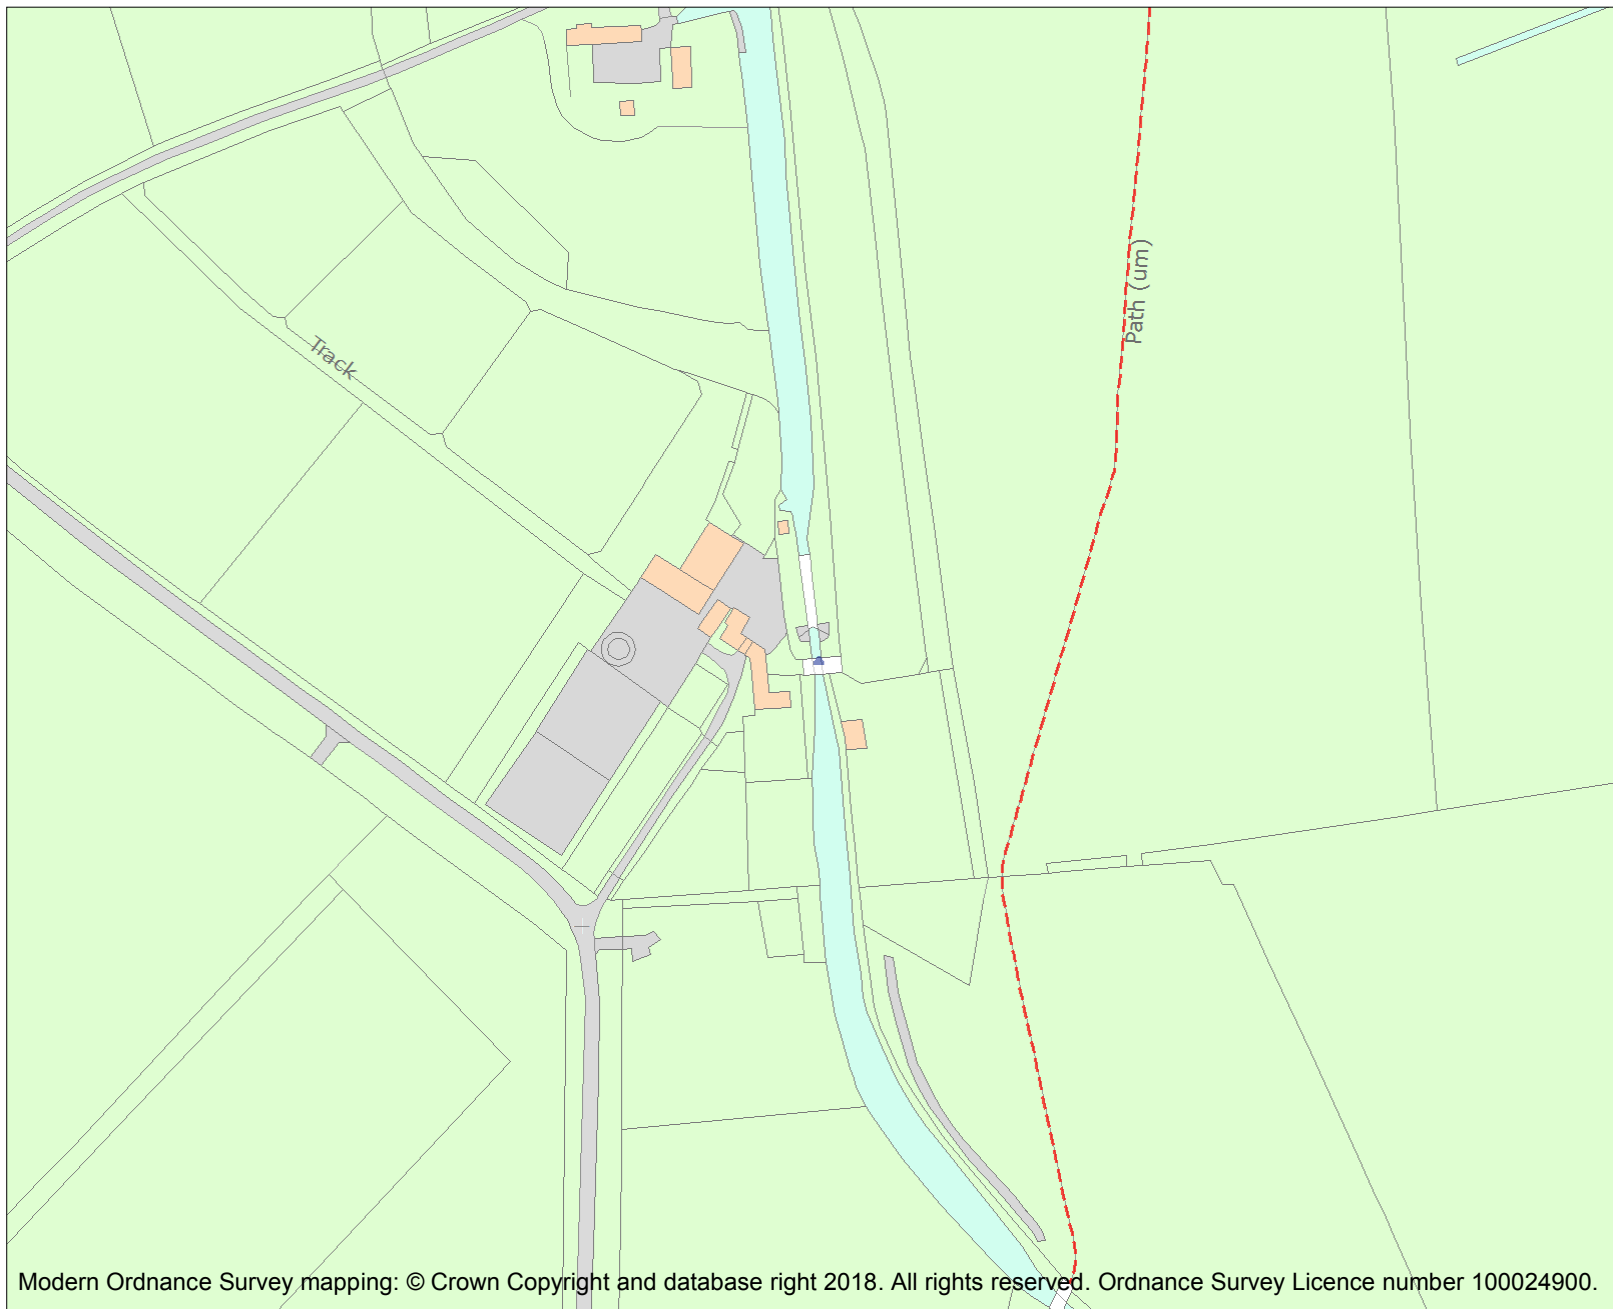 Path (um)
Track
Modern Ordnance Survey mapping: © Crown Copyright and database right 2018. All rights reserved. Ordnance Survey Licence number 100024900.